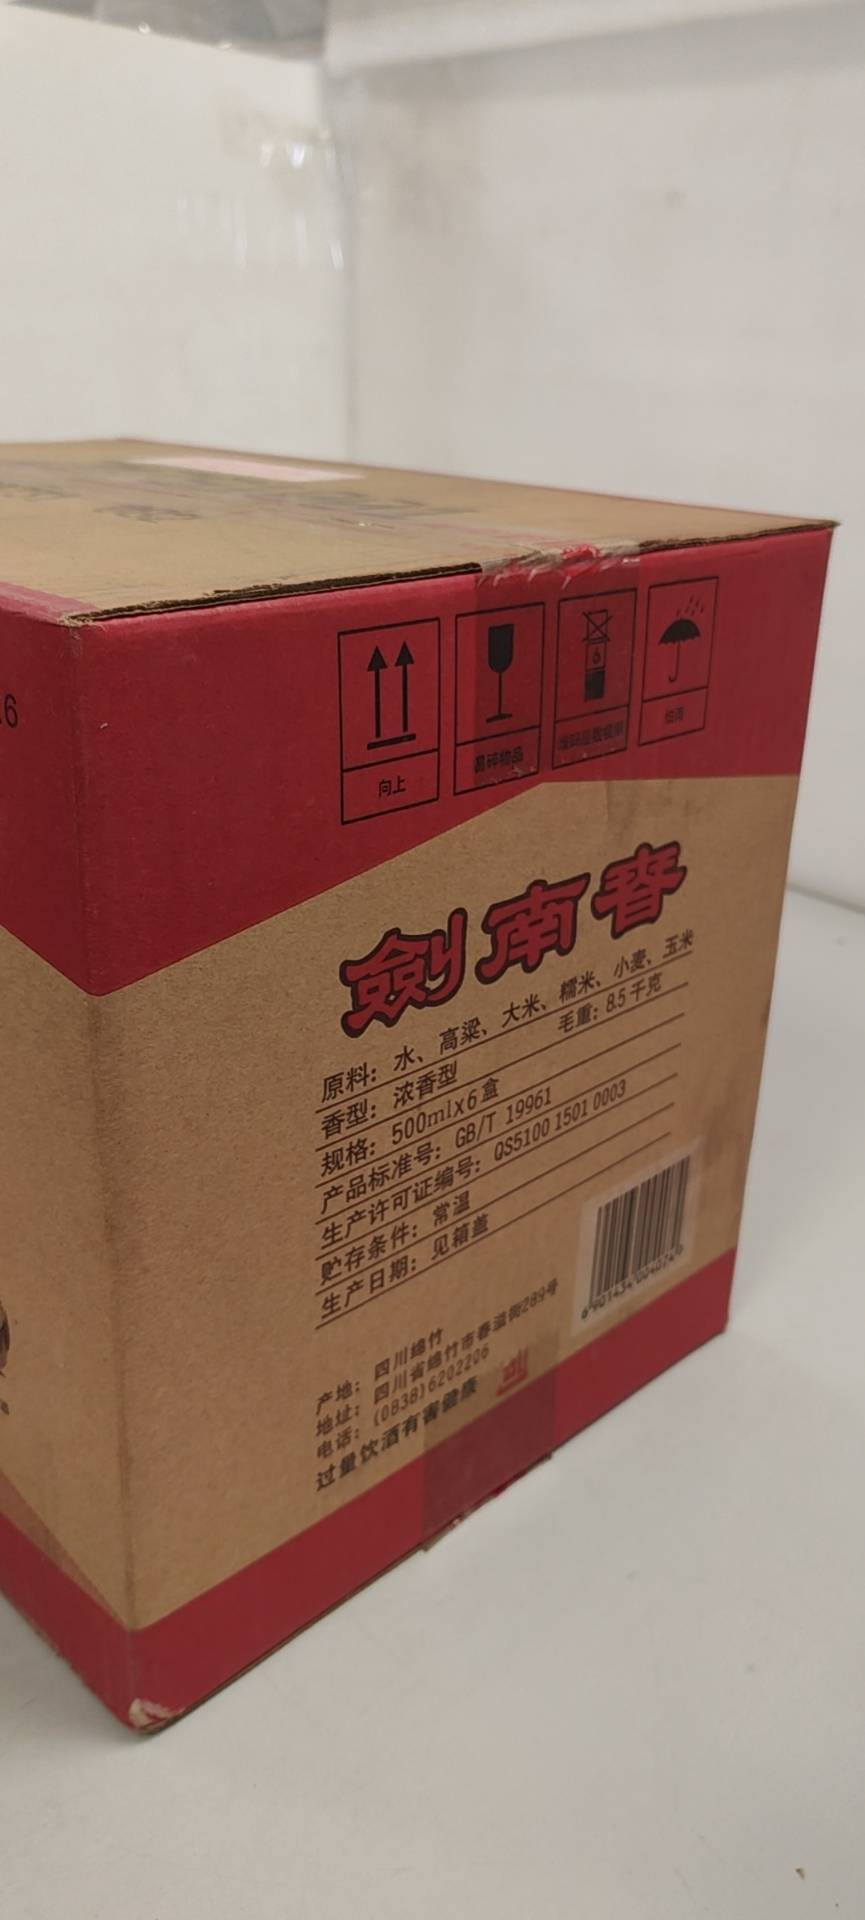 向上
易碎物品
怕雨
劍南春
原料：水、高粱、大米、糯米、小麦、玉米
香型：浓香型 毛重：8.5千克
规格：500mlx6盒
产品标准号：GB/T 19961
生产许可证编号：QS5100 1501 0003
贮存条件：常温
生产日期：见箱盖
产地：四川绵竹
地址：四川省绵竹市春溢街289号
电话：(0838)6202206
过量饮酒有害健康